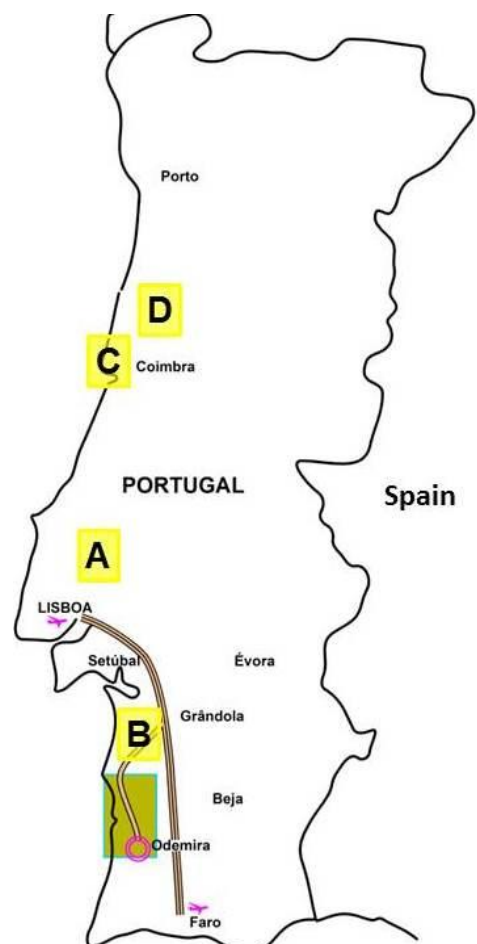 Porto
D
C
Coimbra
PORTUGAL
Spain
A
LISBOA
Setúbal
Évora
Grândola
B
Beja
Odemira
Faro